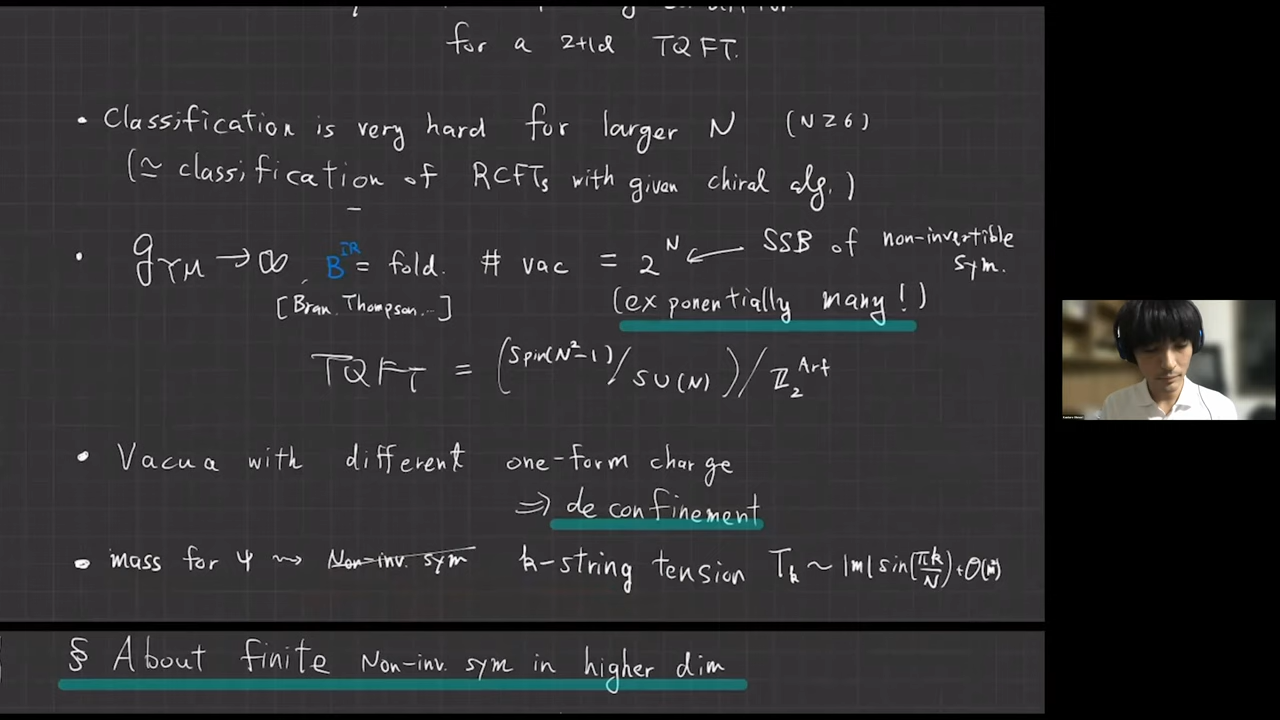 for a 2+1d TQFT.
• Classification is very hard for larger N (N≥6)
(≃ classification of RCFTs with given chiral alg.)
• g_YM → ∞, B^IR = fold. # vac = 2^N ← SSB of non-invertible sym.
[Bran. Thompson...] (exponentially many!)
TQFT = (Spin(N²-1)/SU(N))/Z₂^Arf
• Vacua with different one-form charge
⇒ deconfinement
• mass for ψ ⇝ Non-inv. sym k-string tension T_k ~ |m| sin(πk/N) + O(m²)
§ About finite Non-inv. sym in higher dim